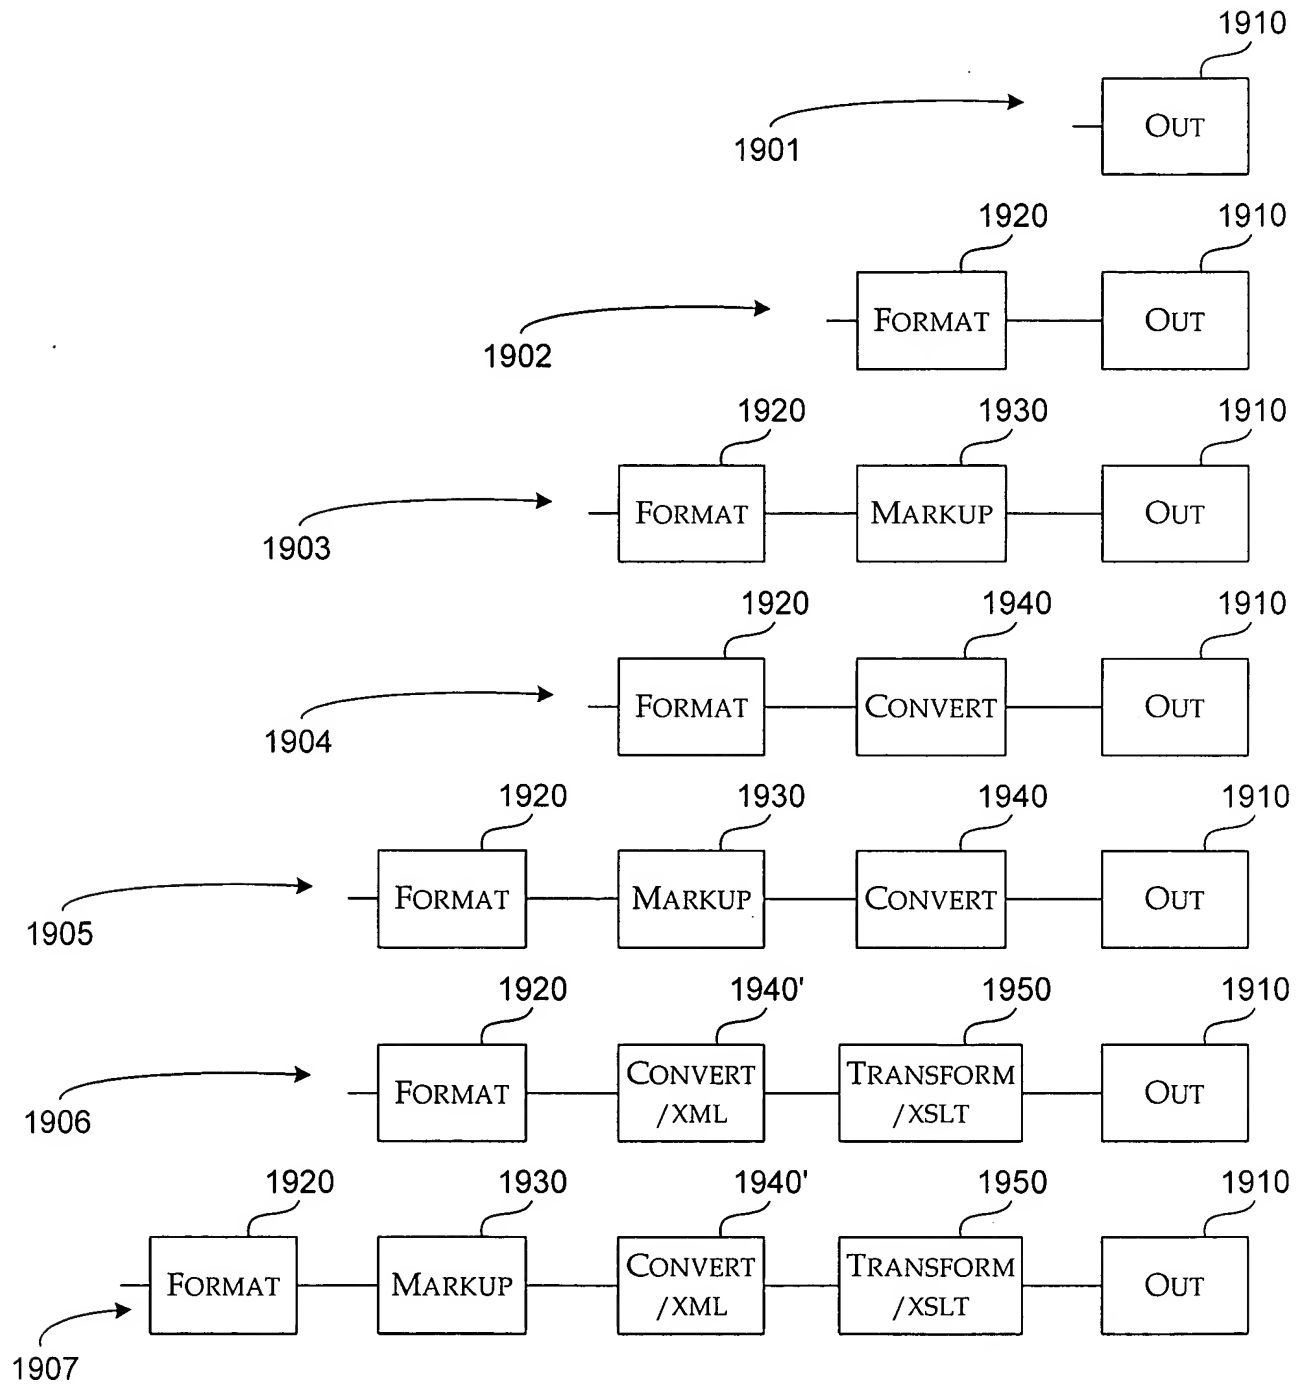 1910
OUT
1901
1920 1910
FORMAT OUT
1902
1920 1930 1910
FORMAT MARKUP OUT
1903
1920 1940 1910
FORMAT CONVERT OUT
1904
1920 1930 1940 1910
FORMAT MARKUP CONVERT OUT
1905
1920 1940' 1950 1910
FORMAT CONVERT /XML TRANSFORM /XSLT OUT
1906
1920 1930 1940' 1950 1910
FORMAT MARKUP CONVERT /XML TRANSFORM /XSLT OUT
1907